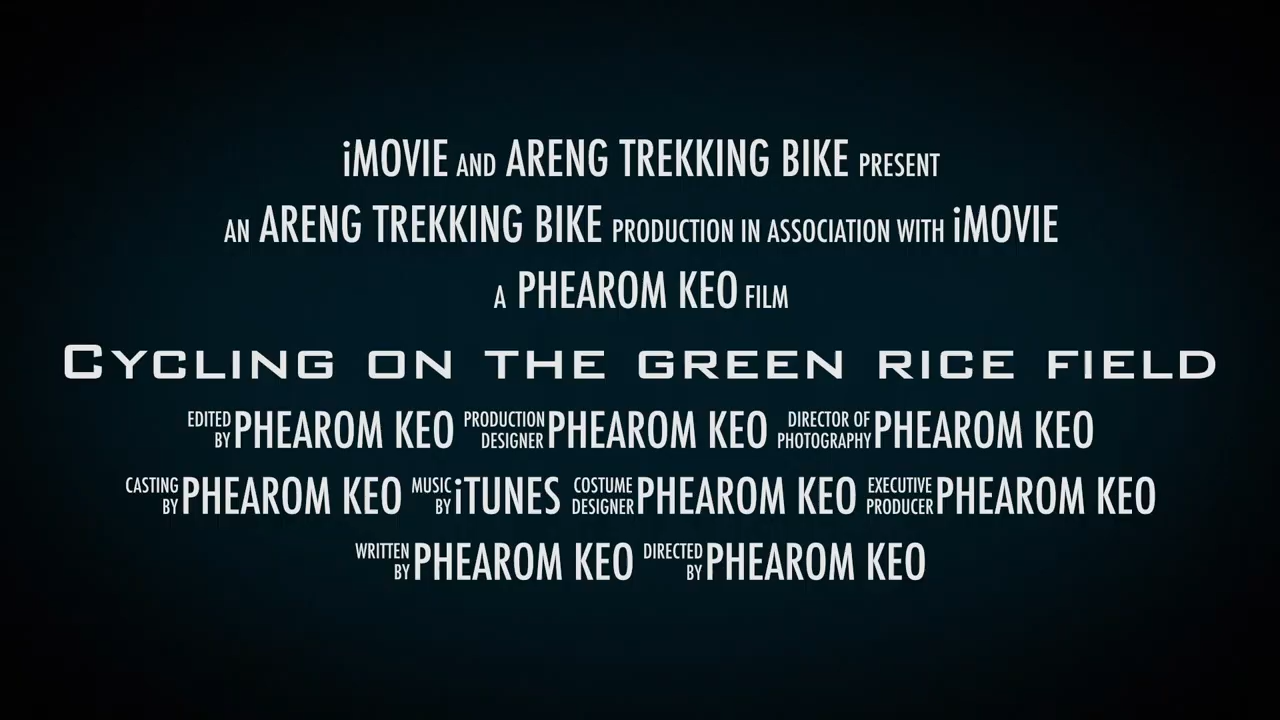 iMOVIE AND ARENG TREKKING BIKE PRESENT
AN ARENG TREKKING BIKE PRODUCTION IN ASSOCIATION WITH iMOVIE
A PHEAROM KEO FILM
CYCLING ON THE GREEN RICE FIELD
EDITED BY PHEAROM KEO PRODUCTION DESIGNER PHEAROM KEO DIRECTOR OF PHOTOGRAPHY PHEAROM KEO
CASTING BY PHEAROM KEO MUSIC BY iTUNES COSTUME DESIGNER PHEAROM KEO EXECUTIVE PRODUCER PHEAROM KEO
WRITTEN BY PHEAROM KEO DIRECTED BY PHEAROM KEO